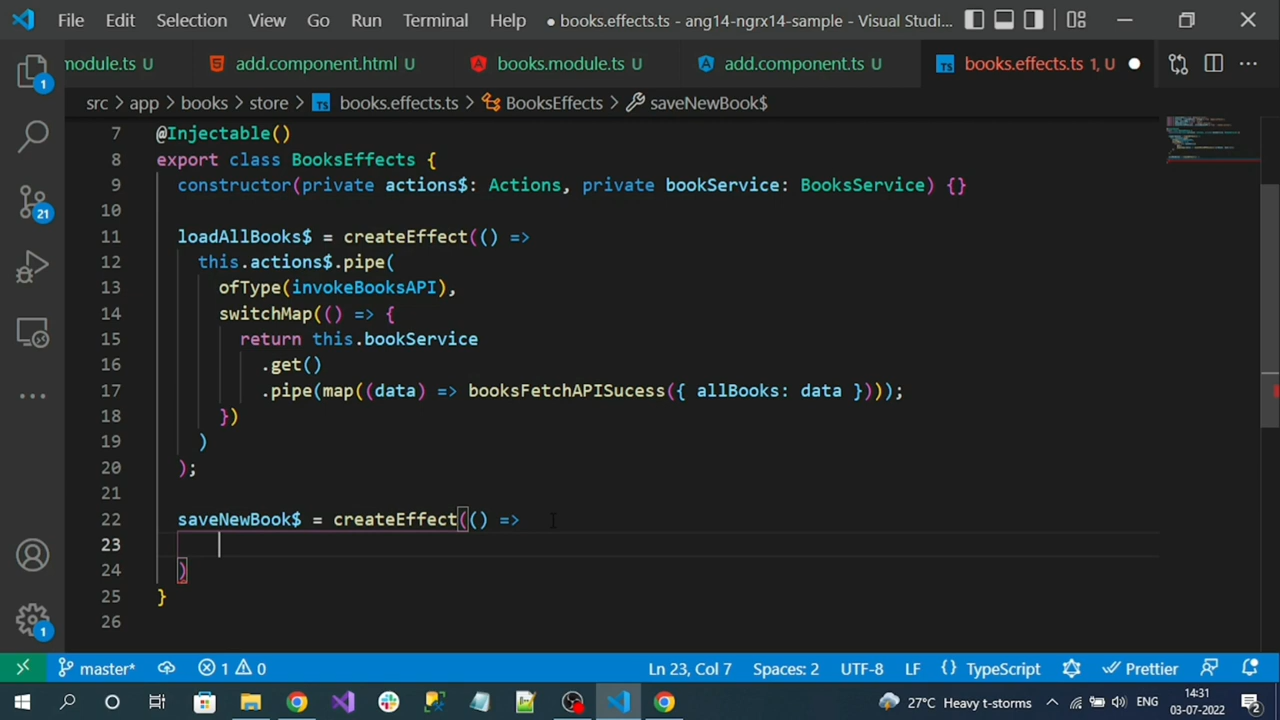 File Edit Selection View Go Run Terminal Help ● books.effects.ts - ang14-ngrx14-sample - Visual Studi...
module.ts U add.component.html U books.module.ts U add.component.ts U TS books.effects.ts 1, U ●
src > app > books > store > TS books.effects.ts > BooksEffects > saveNewBook$
7 @Injectable()
8 export class BooksEffects {
9 constructor(private actions$: Actions, private bookService: BooksService) {}
10
11 loadAllBooks$ = createEffect(() =>
12 this.actions$.pipe(
13 ofType(invokeBooksAPI),
14 switchMap(() => {
15 return this.bookService
16 .get()
17 .pipe(map((data) => booksFetchAPISucess({ allBooks: data })));
18 })
19 )
20 );
21
22 saveNewBook$ = createEffect(() =>
23
24 )
25 }
26
1
21
1
master* 1 0 Ln 23, Col 7 Spaces: 2 UTF-8 LF {} TypeScript Prettier
27°C Heavy t-storms ENG 14:31
03-07-2022 2